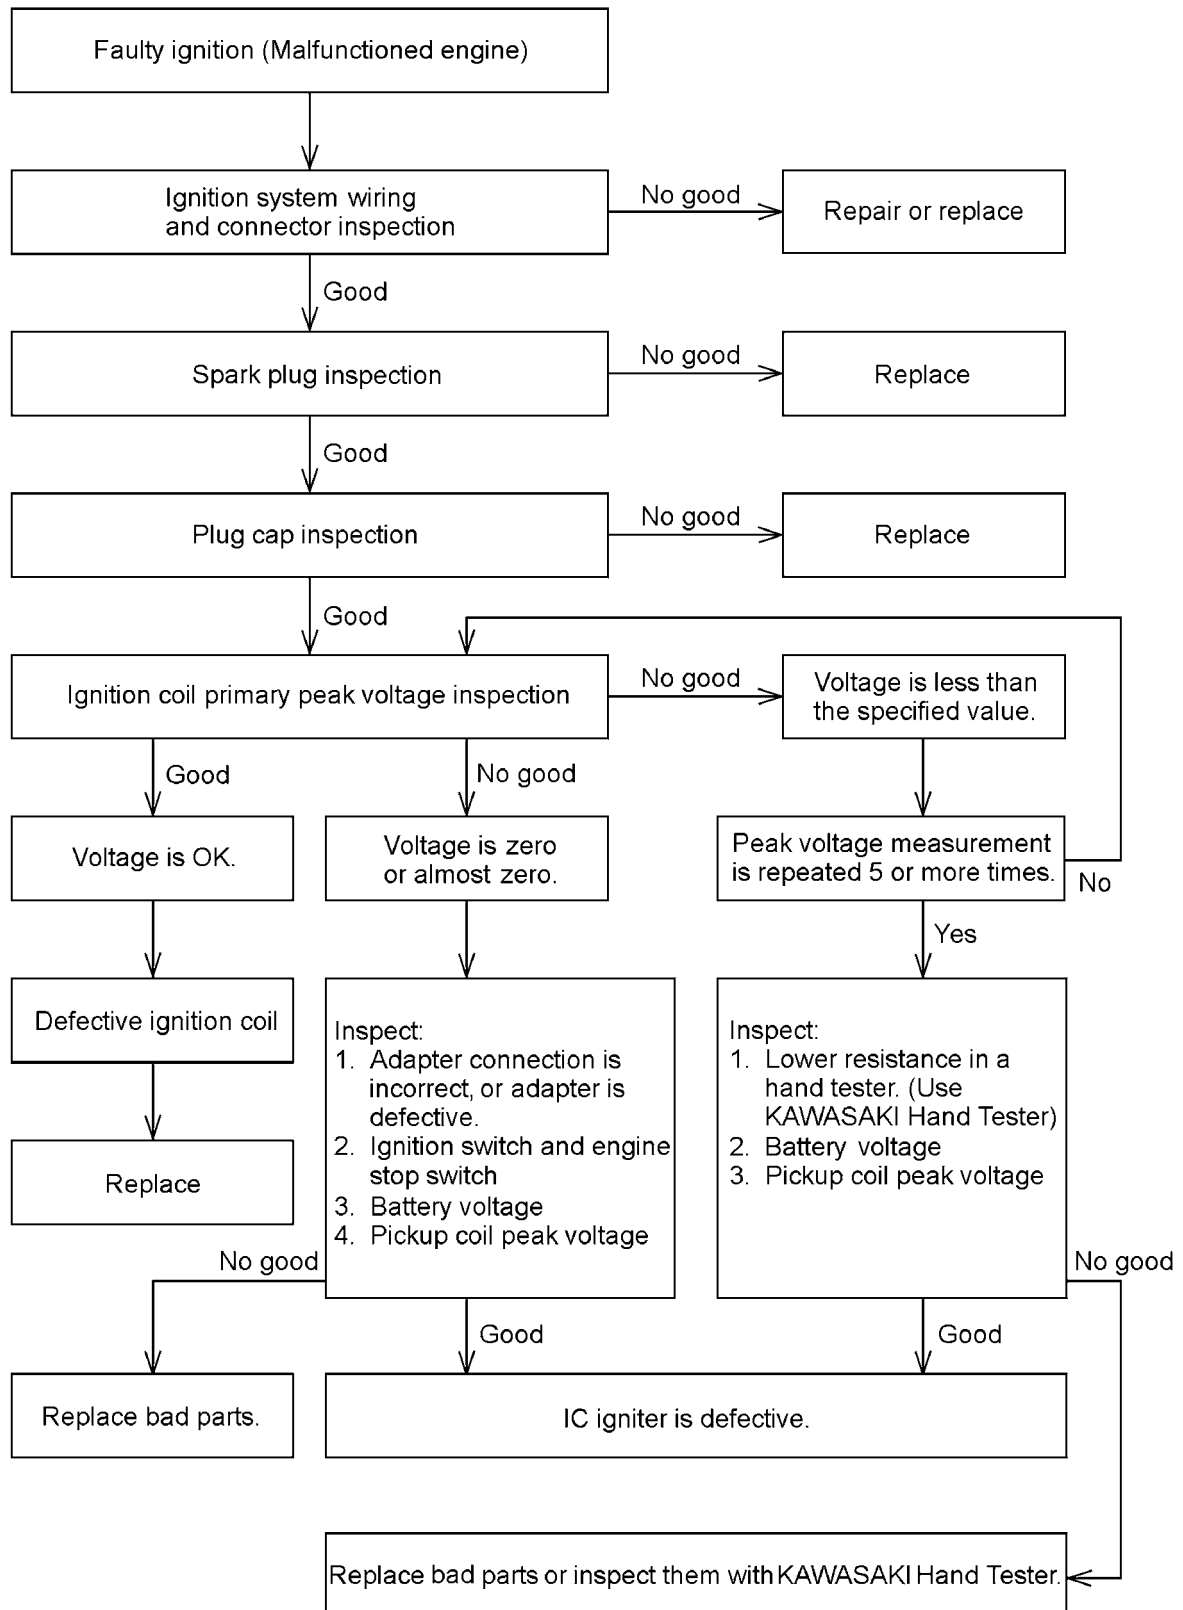 Faulty ignition (Malfunctioned engine)
Ignition system wiring
and connector inspection
No good
Repair or replace
Good
Spark plug inspection
No good
Replace
Good
Plug cap inspection
No good
Replace
Good
Ignition coil primary peak voltage inspection
No good
Voltage is less than
the specified value.
Good
No good
Voltage is OK.
Voltage is zero
or almost zero.
Peak voltage measurement
is repeated 5 or more times.
No
Yes
Defective ignition coil
Replace
Inspect:
1. Adapter connection is
incorrect, or adapter is
defective.
2. Ignition switch and engine
stop switch
3. Battery voltage
4. Pickup coil peak voltage
Inspect:
1. Lower resistance in a
hand tester. (Use
KAWASAKI Hand Tester)
2. Battery voltage
3. Pickup coil peak voltage
No good
No good
Good
Good
Replace bad parts.
IC igniter is defective.
Replace bad parts or inspect them with KAWASAKI Hand Tester.